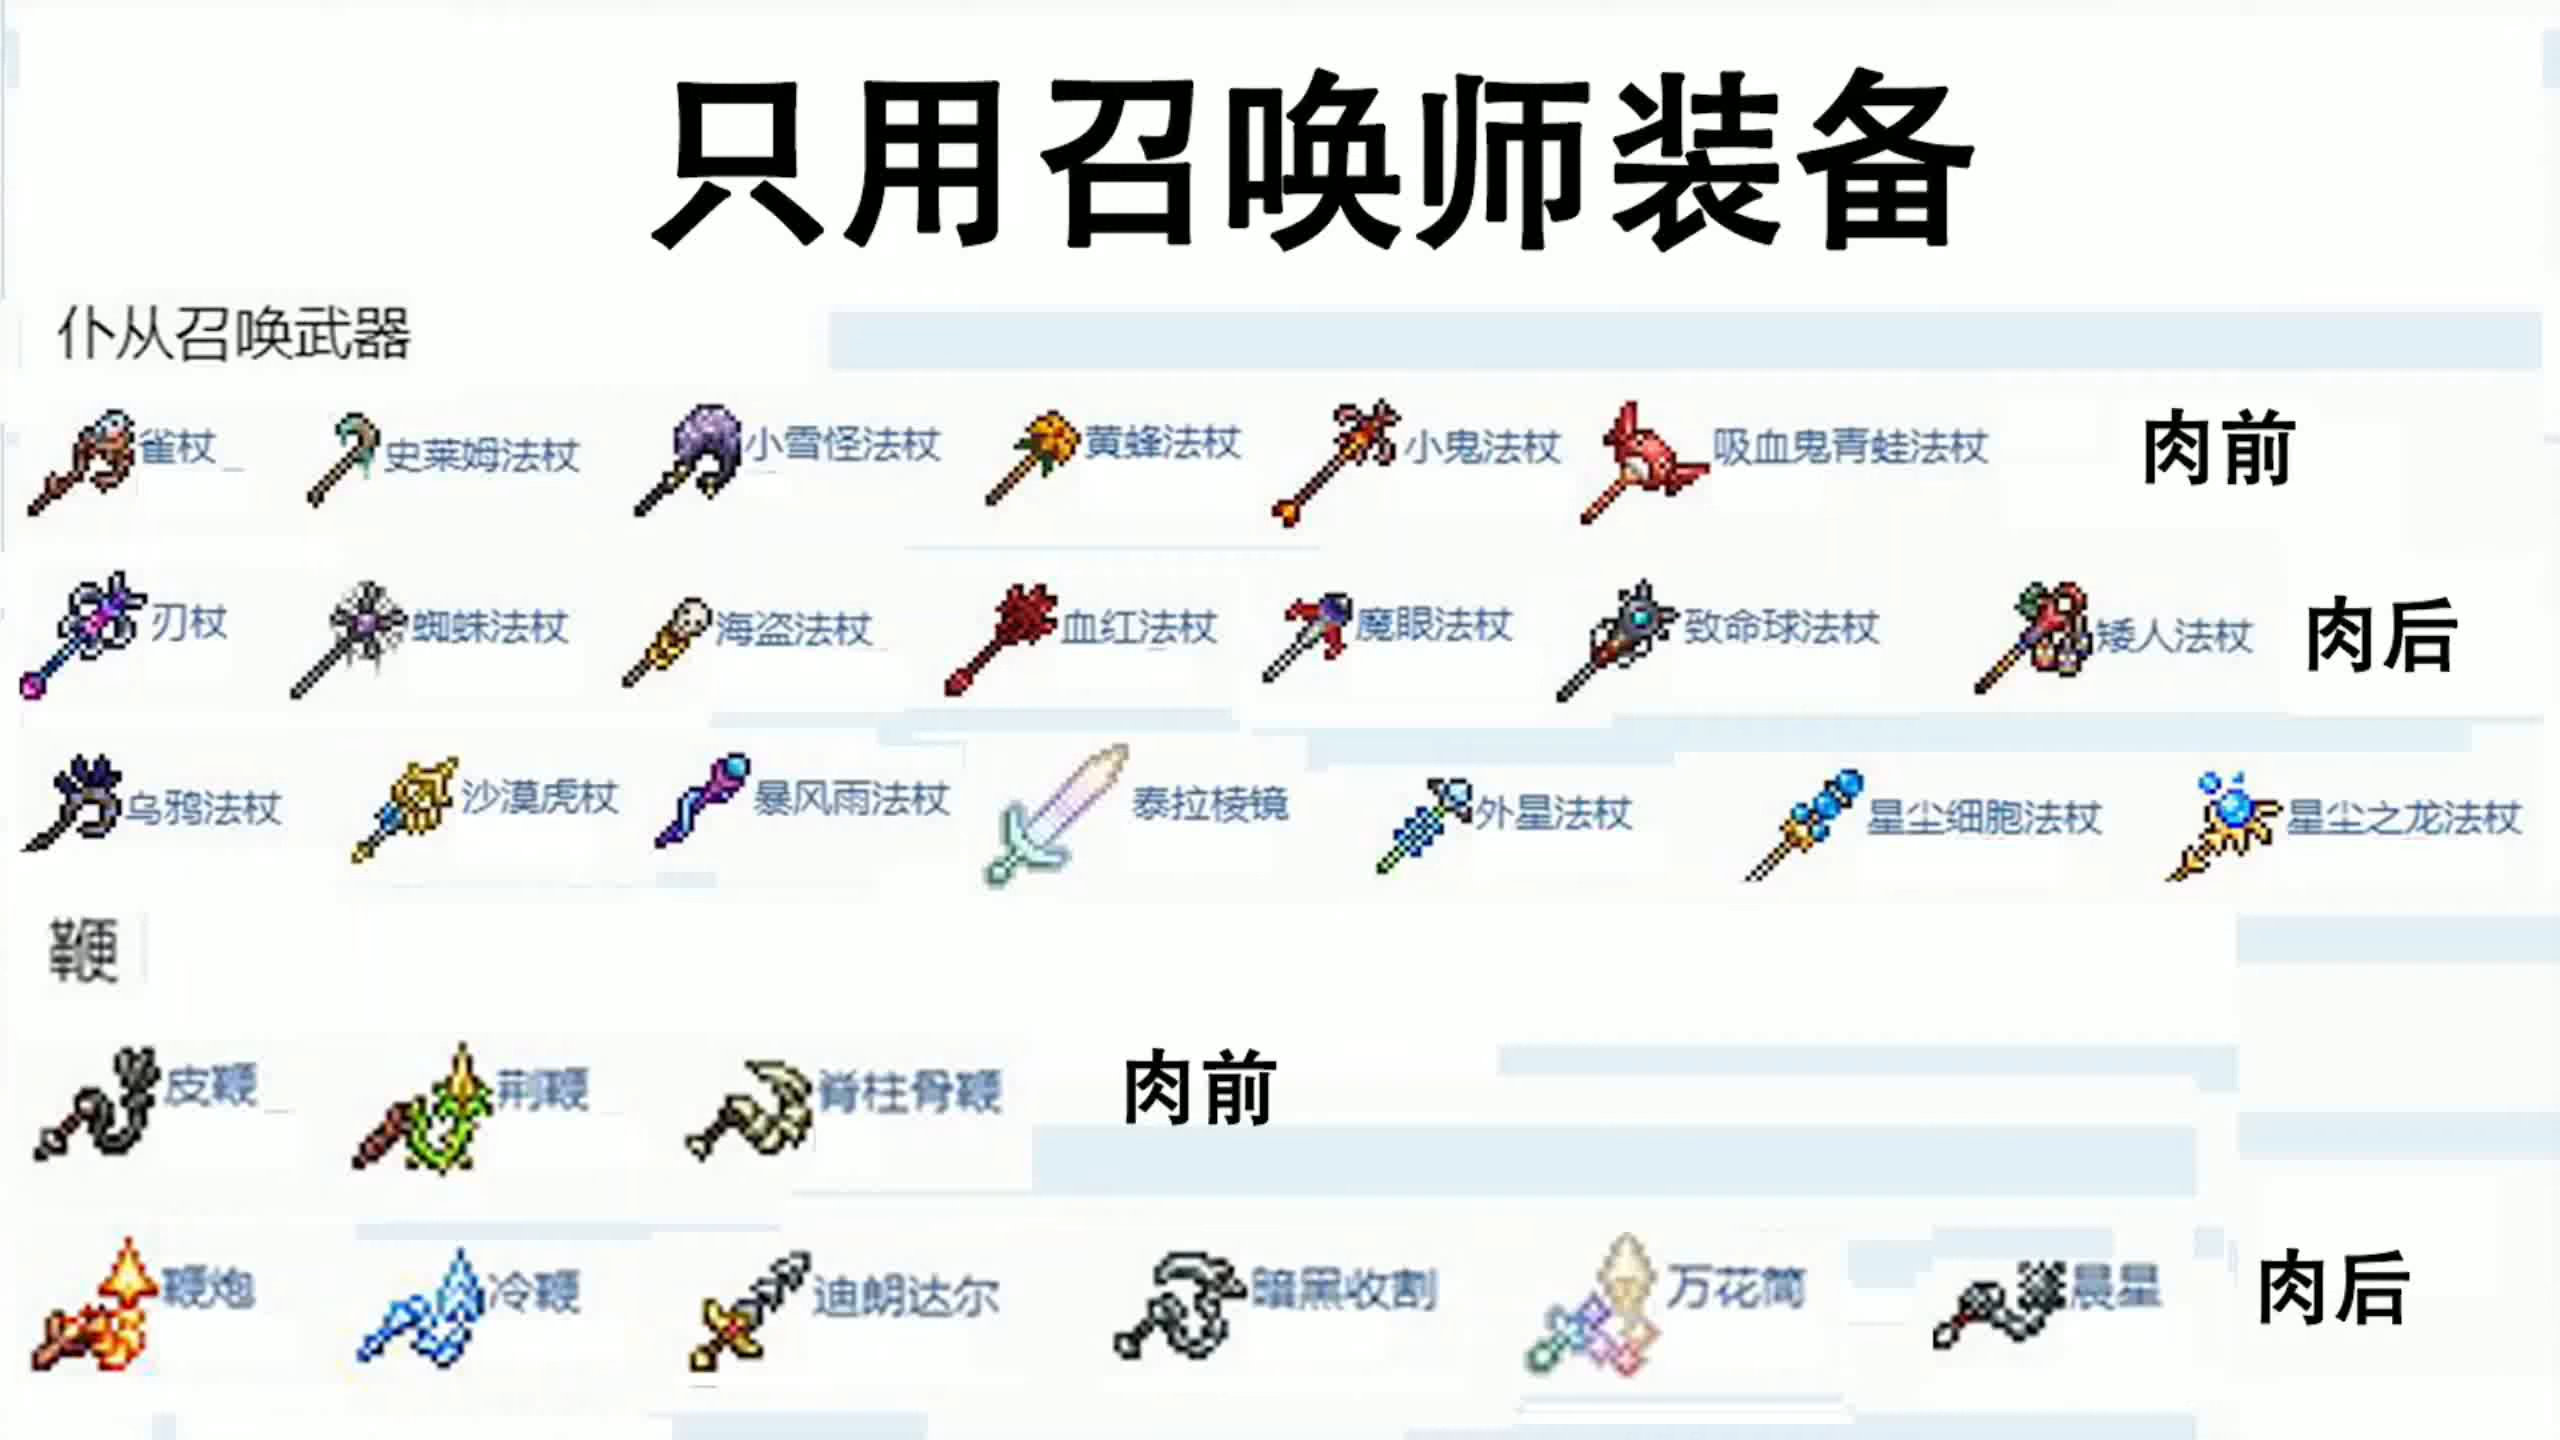 只用召唤师装备
仆从召唤武器
雀杖 史莱姆法杖 小雪怪法杖 黄蜂法杖 小鬼法杖 吸血鬼青蛙法杖 肉前
刃杖 蜘蛛法杖 海盗法杖 血红法杖 魔眼法杖 致命球法杖 矮人法杖 肉后
乌鸦法杖 沙漠虎杖 暴风雨法杖 泰拉棱镜 外星法杖 星尘细胞法杖 星尘之龙法杖
鞭
皮鞭 荆鞭 脊柱骨鞭 肉前
鞭炮 冷鞭 迪朗达尔 暗黑收割 万花筒 晨星 肉后